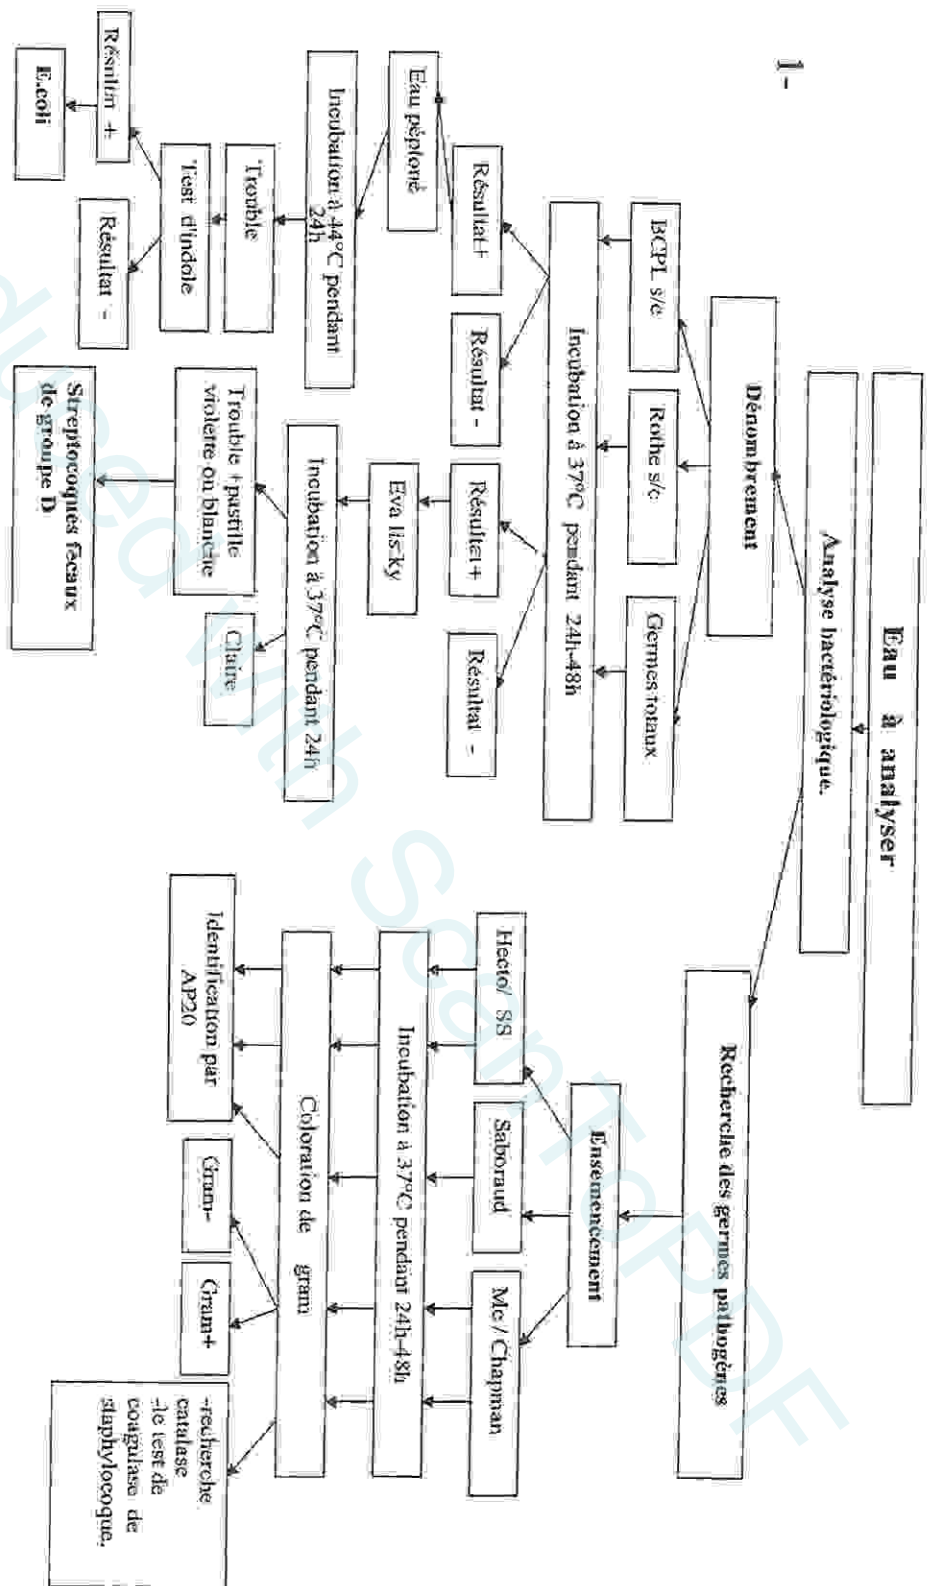 1-
Eau à analyser
Analyse bactériologique.
Dénombrement
Recherche des germes pathogènes
BCPL s/c
Rothe s/c
Germes totaux
Ensemencement
Incubation à 37°C pendant 24h-48h
Hecto/ SS
Saboraud
Mc / Chapman
Résultat+
Résultat -
Résultat+
Résultat -
Incubation à 37°C pendant 24h-48h
Eau péptoné
Eva lisKy
Coloration de gram
Incubation à 44°C pendant
24h
Incubation à 37°C pendant 24h
Trouble
Trouble +pastille
violette ou blanche
Claire
Identification par
AP20
Gram-
Gram+
-recherche
catalase
-le test de
coagulase de
staphylocoque.
Test d'indole
Résultat +
Résultat -
E.coli
Streptocoques fécaux
de groupe D
duced with ScanToPDF